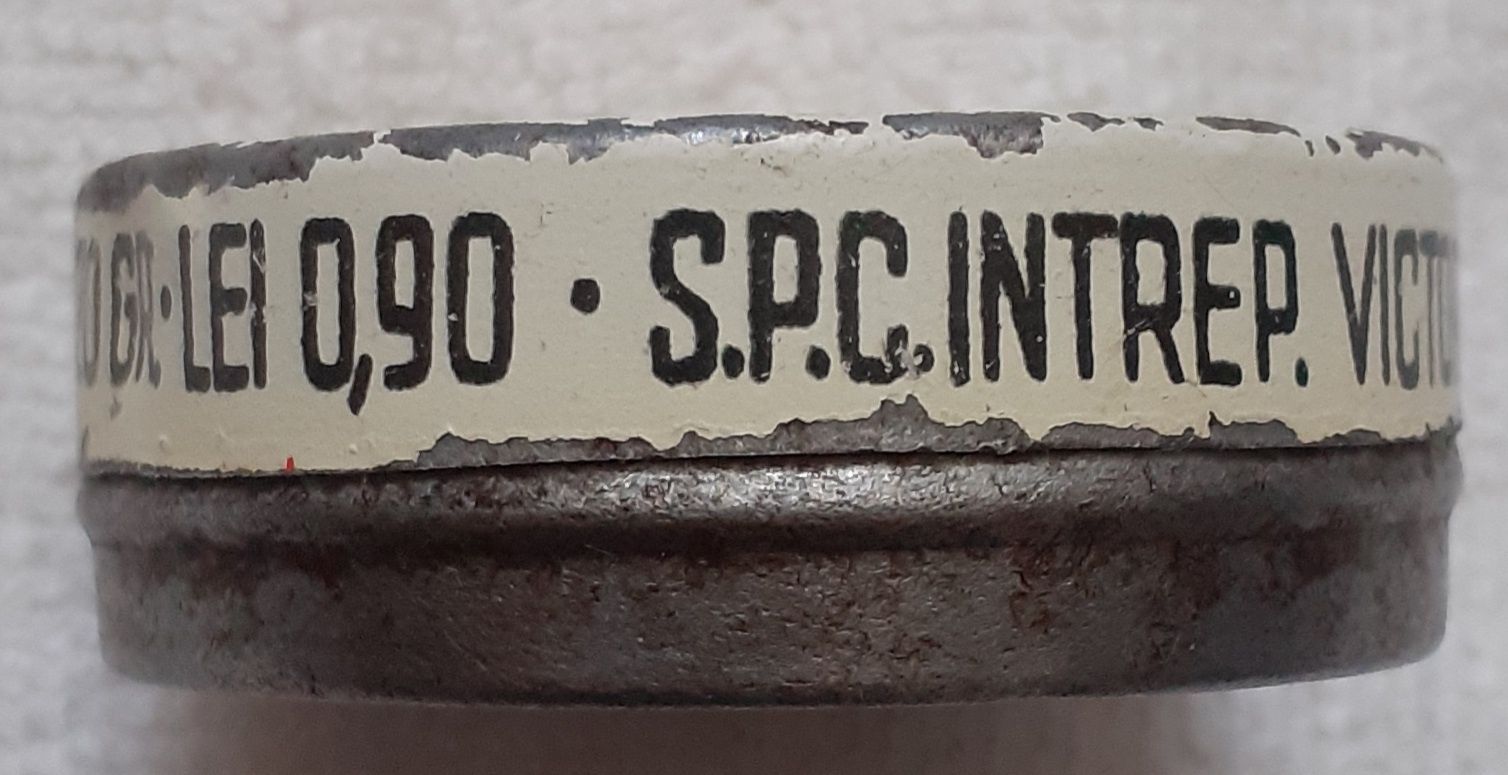 GR · LEI 0,90 · S.P.C. INTREP.